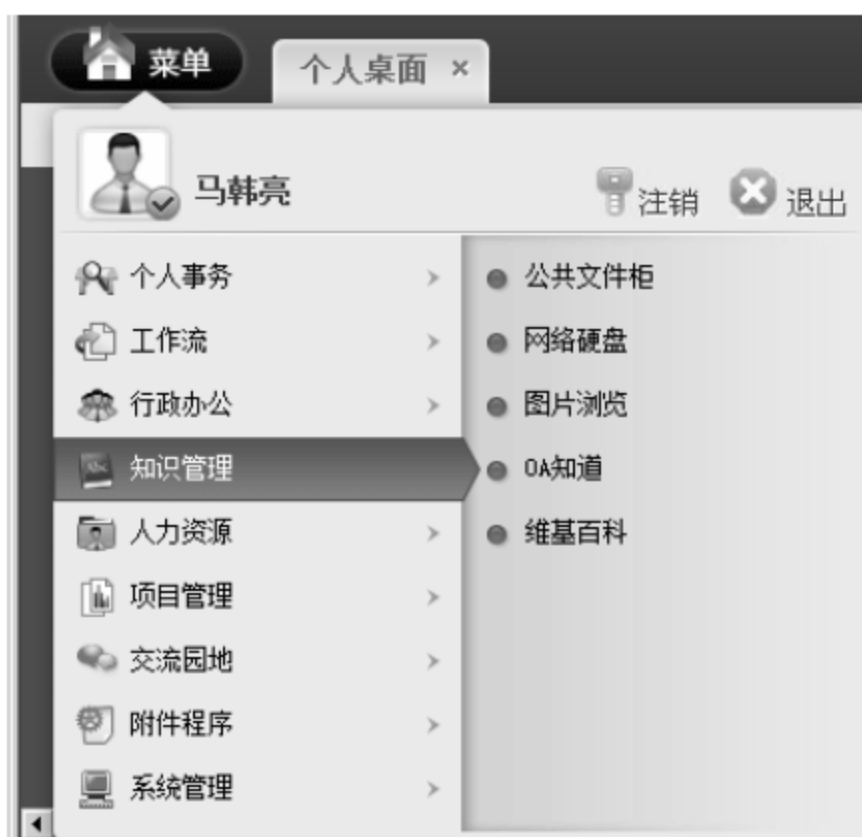 菜单 个人桌面 ×
马韩亮
注销 退出
个人事务
工作流
行政办公
知识管理
人力资源
项目管理
交流园地
附件程序
系统管理
公共文件柜
网络硬盘
图片浏览
OA知道
维基百科